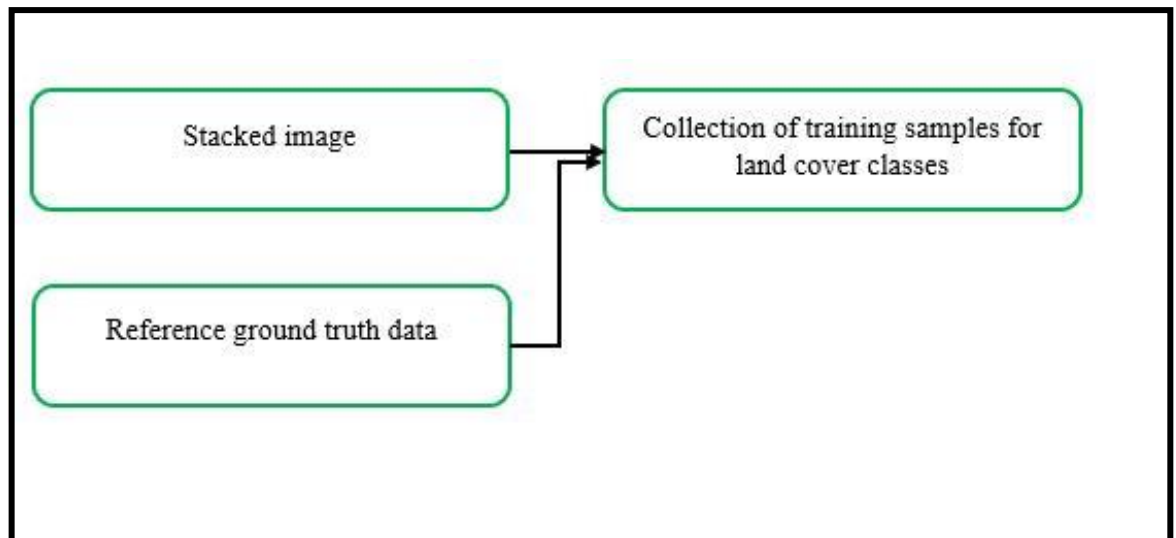 Stacked image
Collection of training samples for
land cover classes
Reference ground truth data